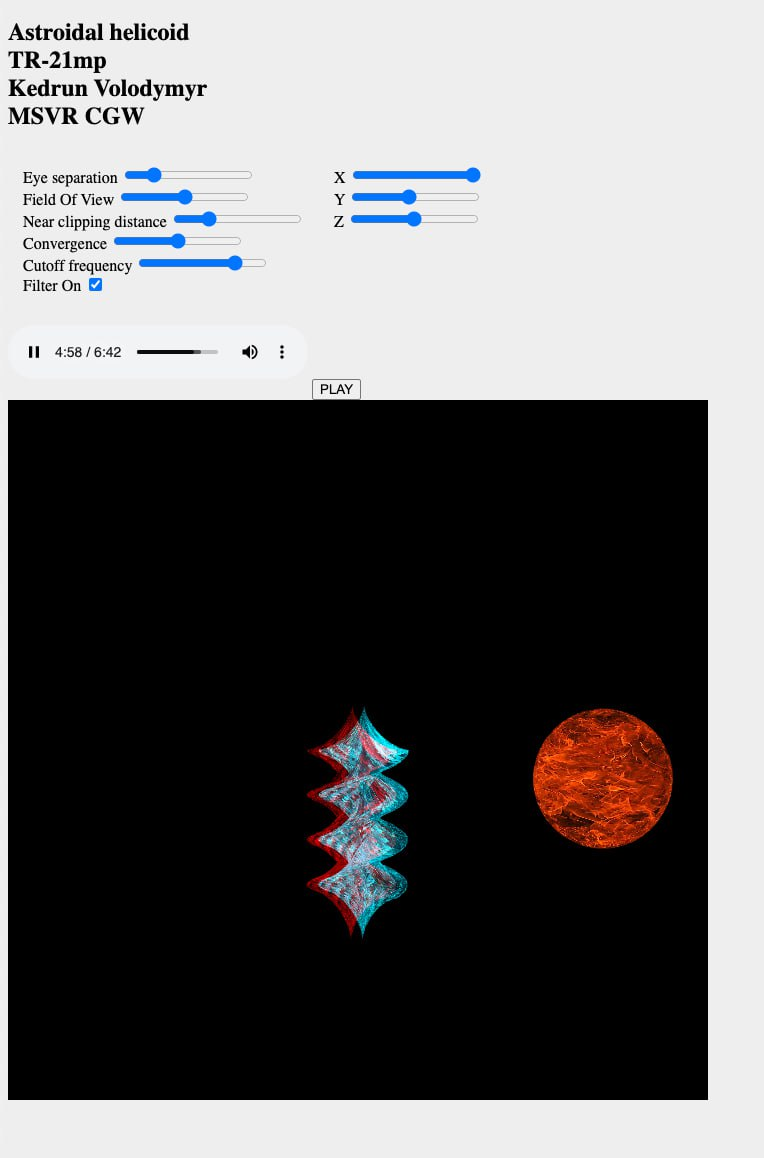 Astroidal helicoid
TR-21mp
Kedrun Volodymyr
MSVR CGW
Eye separation
Field Of View
Near clipping distance
Convergence
Cutoff frequency
Filter On
X
Y
Z
4:58 / 6:42
PLAY